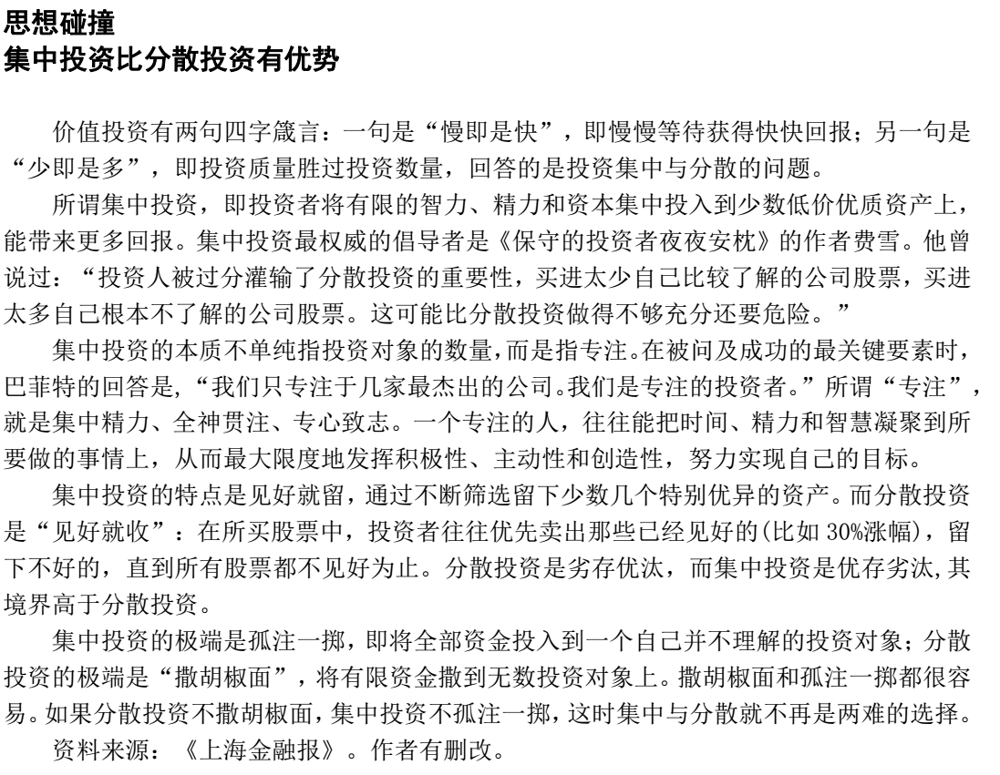 思想碰撞
集中投资比分散投资有优势
价值投资有两句四字箴言：一句是“慢即是快”，即慢慢等待获得快快回报；另一句是
“少即是多”，即投资质量胜过投资数量，回答的是投资集中与分散的问题。
所谓集中投资，即投资者将有限的智力、精力和资本集中投入到少数低价优质资产上，
能带来更多回报。集中投资最权威的倡导者是《保守的投资者夜夜安枕》的作者费雪。他曾
说过：“投资人被过分灌输了分散投资的重要性，买进太少自己比较了解的公司股票，买进
太多自己根本不了解的公司股票。这可能比分散投资做得不够充分还要危险。”
集中投资的本质不单纯指投资对象的数量，而是指专注。在被问及成功的最关键要素时，
巴菲特的回答是，“我们只专注于几家最杰出的公司。我们是专注的投资者。”所谓“专注”，
就是集中精力、全神贯注、专心致志。一个专注的人，往往能把时间、精力和智慧凝聚到所
要做的事情上，从而最大限度地发挥积极性、主动性和创造性，努力实现自己的目标。
集中投资的特点是见好就留，通过不断筛选留下少数几个特别优异的资产。而分散投资
是“见好就收”：在所买股票中，投资者往往优先卖出那些已经见好的(比如 30%涨幅)，留
下不好的，直到所有股票都不见好为止。分散投资是劣存优汰，而集中投资是优存劣汰,其
境界高于分散投资。
集中投资的极端是孤注一掷，即将全部资金投入到一个自己并不理解的投资对象；分散
投资的极端是“撒胡椒面”，将有限资金撒到无数投资对象上。撒胡椒面和孤注一掷都很容
易。如果分散投资不撒胡椒面，集中投资不孤注一掷，这时集中与分散就不再是两难的选择。
资料来源：《上海金融报》。作者有删改。